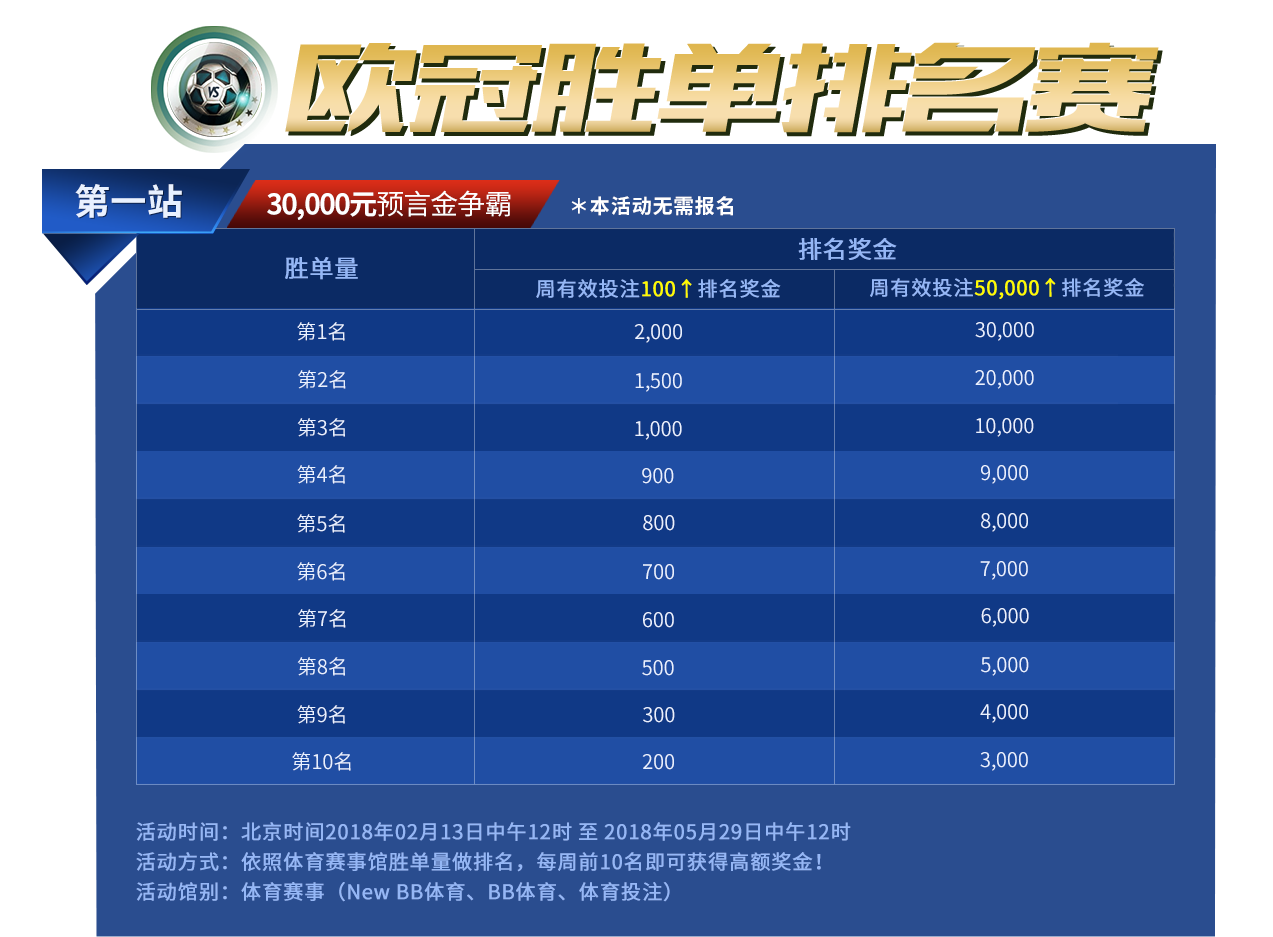 VS
欧冠胜单排名赛
第一站
30,000元预言金争霸
＊本活动无需报名
胜单量
排名奖金
周有效投注100↑排名奖金
周有效投注50,000↑排名奖金
第1名 2,000 30,000
第2名 1,500 20,000
第3名 1,000 10,000
第4名 900 9,000
第5名 800 8,000
第6名 700 7,000
第7名 600 6,000
第8名 500 5,000
第9名 300 4,000
第10名 200 3,000
活动时间：北京时间2018年02月13日中午12时 至 2018年05月29日中午12时
活动方式：依照体育赛事馆胜单量做排名，每周前10名即可获得高额奖金！
活动馆别：体育赛事（New BB体育、BB体育、体育投注）